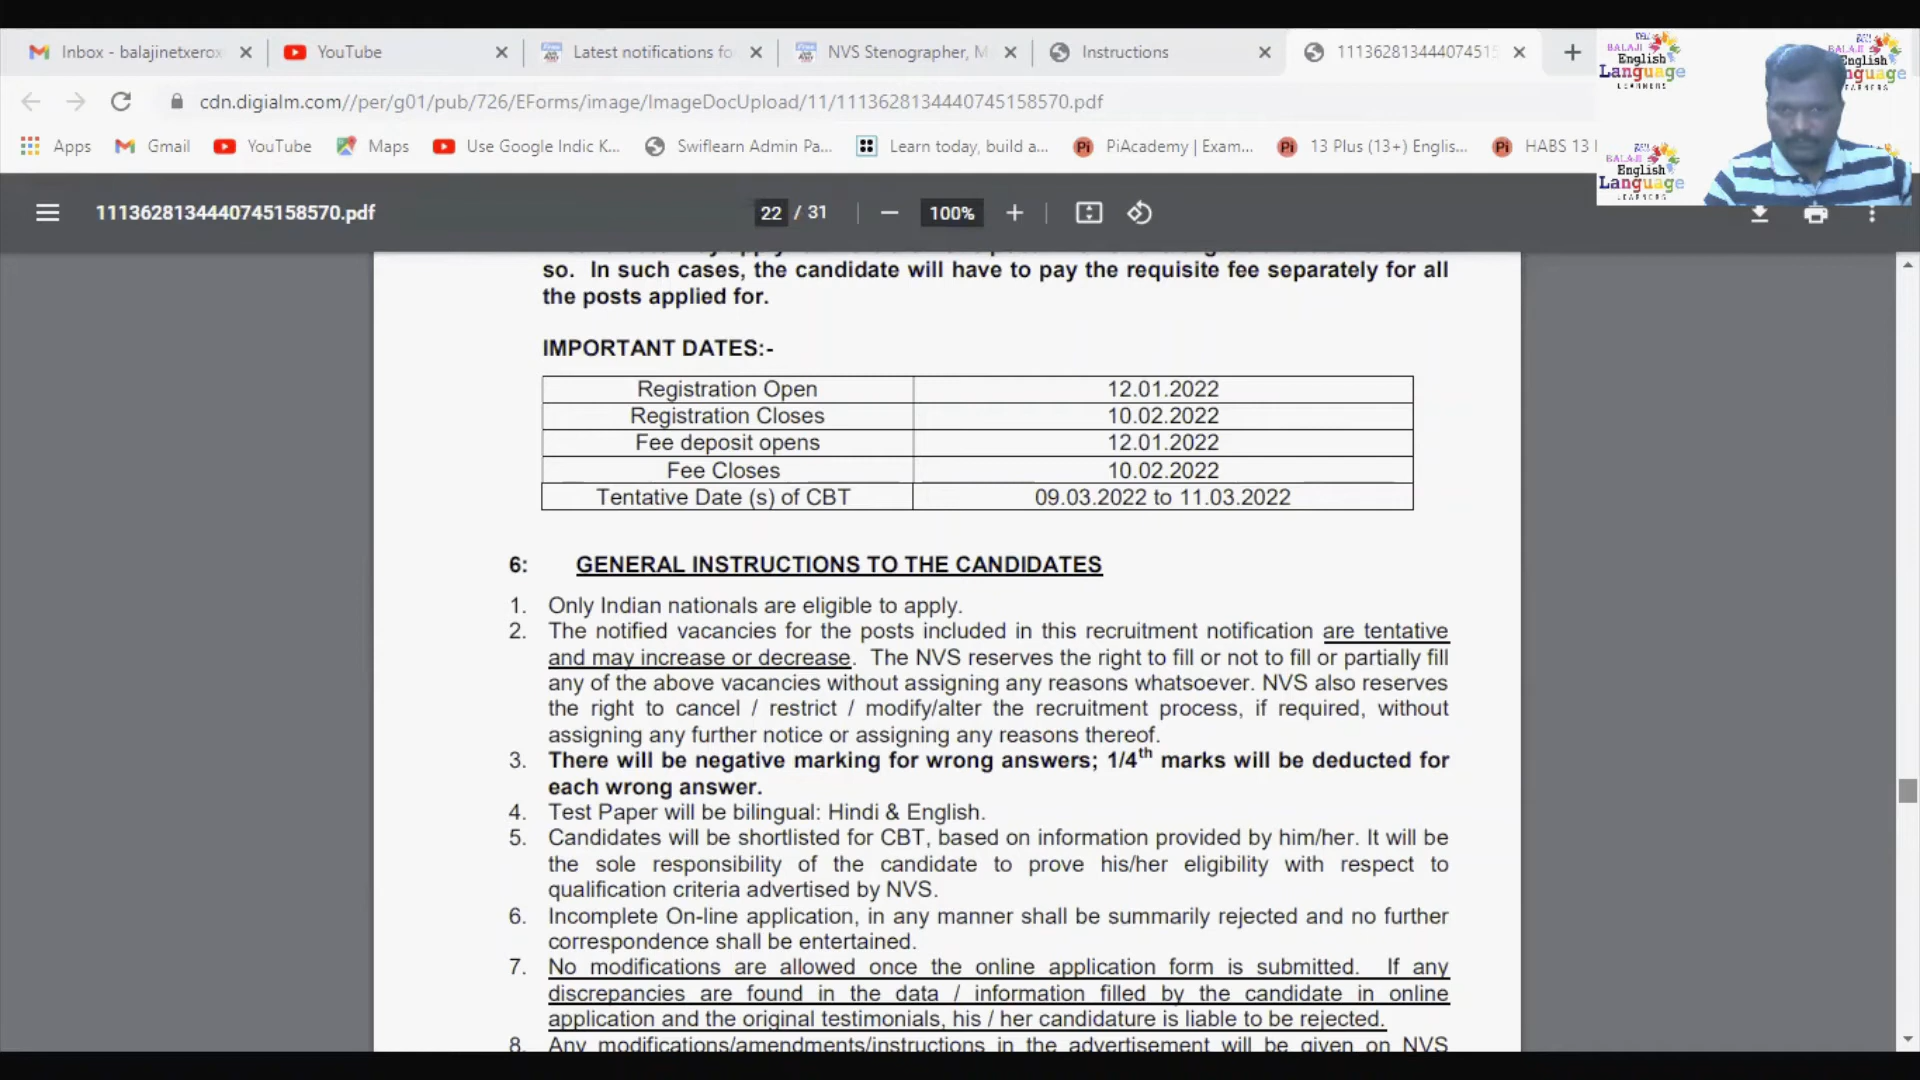 Inbox - balajinetxerox
YouTube
Latest notifications fo
NVS Stenographer, M
Instructions
11136281344407451​5
cdn.digialm.com//per/g01/pub/726/EForms/image/ImageDocUpload/11/1113628134440745158570.pdf
Apps
Gmail
YouTube
Maps
Use Google Indic K...
Swiflearn Admin Pa...
Learn today, build a...
PiAcademy | Exam...
13 Plus (13+) Englis...
HABS 13
BALAJI
English
Language
LEARNERS
BALAJI
English
Language
LEARNERS
1113628134440745158570.pdf
22 / 31
100%
so. In such cases, the candidate will have to pay the requisite fee separately for all
the posts applied for.
IMPORTANT DATES:-
Registration Open 12.01.2022
Registration Closes 10.02.2022
Fee deposit opens 12.01.2022
Fee Closes 10.02.2022
Tentative Date (s) of CBT 09.03.2022 to 11.03.2022
6: GENERAL INSTRUCTIONS TO THE CANDIDATES
1. Only Indian nationals are eligible to apply.
2. The notified vacancies for the posts included in this recruitment notification are tentative
and may increase or decrease. The NVS reserves the right to fill or not to fill or partially fill
any of the above vacancies without assigning any reasons whatsoever. NVS also reserves
the right to cancel / restrict / modify/alter the recruitment process, if required, without
assigning any further notice or assigning any reasons thereof.
3. There will be negative marking for wrong answers; 1/4th marks will be deducted for
each wrong answer.
4. Test Paper will be bilingual: Hindi & English.
5. Candidates will be shortlisted for CBT, based on information provided by him/her. It will be
the sole responsibility of the candidate to prove his/her eligibility with respect to
qualification criteria advertised by NVS.
6. Incomplete On-line application, in any manner shall be summarily rejected and no further
correspondence shall be entertained.
7. No modifications are allowed once the online application form is submitted. If any
discrepancies are found in the data / information filled by the candidate in online
application and the original testimonials, his / her candidature is liable to be rejected.
8. Any modifications/amendments/instructions in the advertisement will be given on NVS